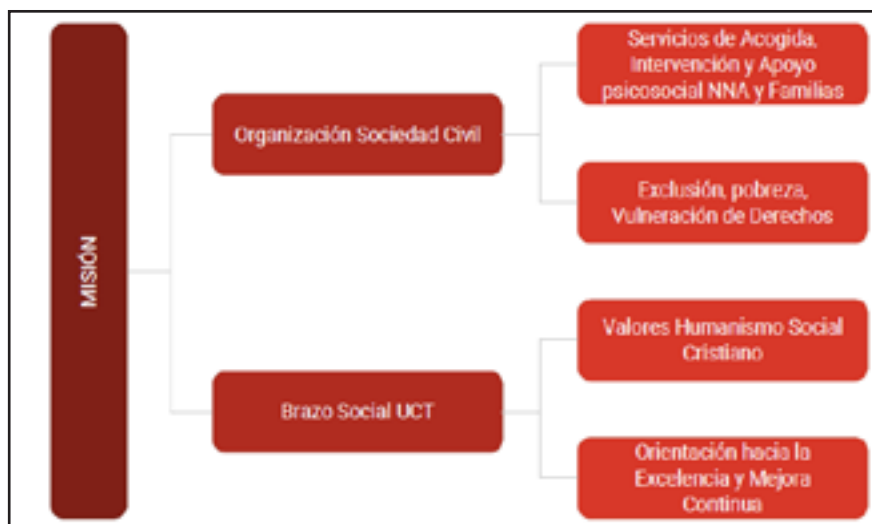 MISIÓN
Organización Sociedad Civil
Servicios de Acogida,
Intervención y Apoyo
psicosocial NNA y Familias
Exclusión, pobreza,
Vulneración de Derechos
Brazo Social UCT
Valores Humanismo Social
Cristiano
Orientación hacia la
Excelencia y Mejora
Continua